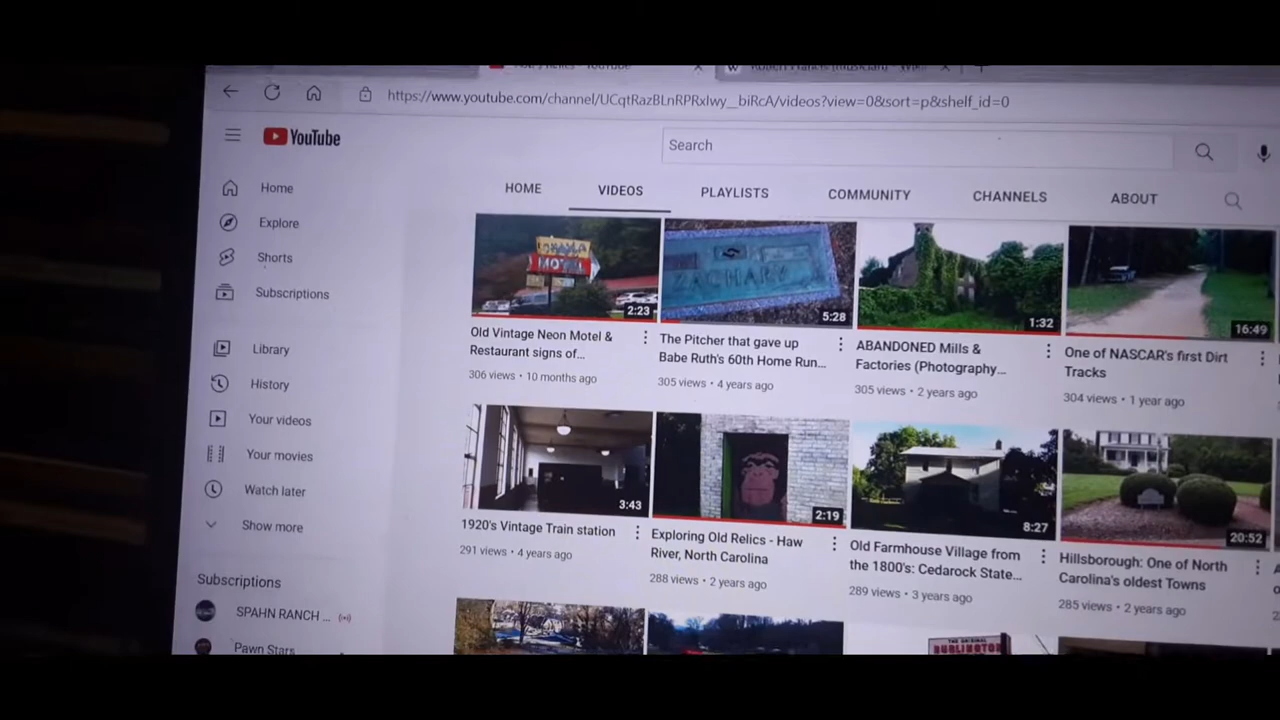 https://www.youtube.com/channel/UCqtRazBLnRPRxIwy__biRcA/videos?view=0&sort=p&shelf_id=0
YouTube
Search
HOME
VIDEOS
PLAYLISTS
COMMUNITY
CHANNELS
ABOUT
Home
Explore
Shorts
Subscriptions
Library
History
Your videos
Your movies
Watch later
Show more
Subscriptions
SPAHN RANCH ...
Pawn Stars
MOTEL
2:23
Old Vintage Neon Motel &
Restaurant signs of...
306 views • 10 months ago
ZACHARY
5:28
The Pitcher that gave up
Babe Ruth's 60th Home Run...
305 views • 4 years ago
1:32
ABANDONED Mills &
Factories (Photography...
305 views • 2 years ago
16:49
One of NASCAR's first Dirt
Tracks
304 views • 1 year ago
3:43
1920's Vintage Train station
291 views • 4 years ago
2:19
Exploring Old Relics - Haw
River, North Carolina
288 views • 2 years ago
8:27
Old Farmhouse Village from
the 1800's: Cedarock State...
289 views • 3 years ago
20:52
Hillsborough: One of North
Carolina's oldest Towns
285 views • 2 years ago
THE ORIGINAL
BURLINGTON